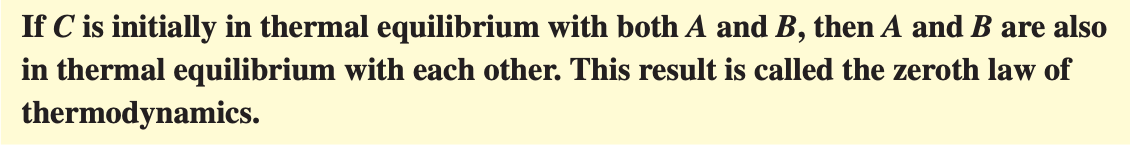 If C is initially in thermal equilibrium with both A and B, then A and B are also
in thermal equilibrium with each other. This result is called the zeroth law of
thermodynamics.